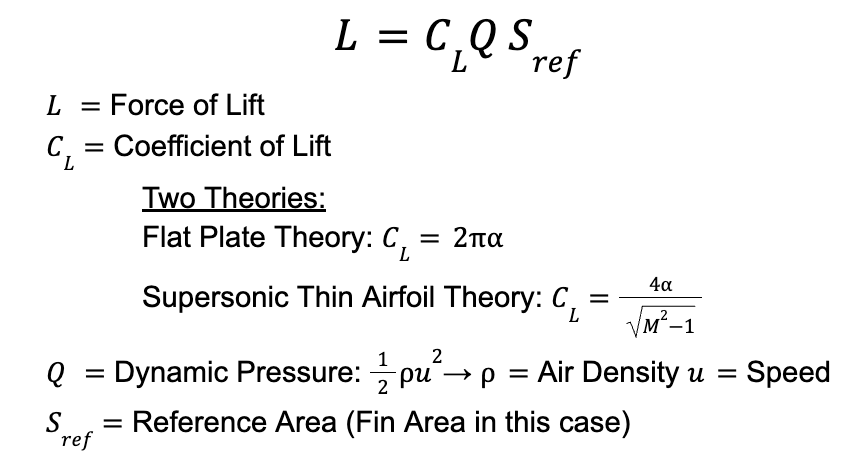 L = C_L Q S_ref
L = Force of Lift
C_L = Coefficient of Lift
Two Theories:
Flat Plate Theory: C_L = 2πα
Supersonic Thin Airfoil Theory: C_L = 4α / √(M²−1)
Q = Dynamic Pressure: 1/2 ρu² → ρ = Air Density u = Speed
S_ref = Reference Area (Fin Area in this case)